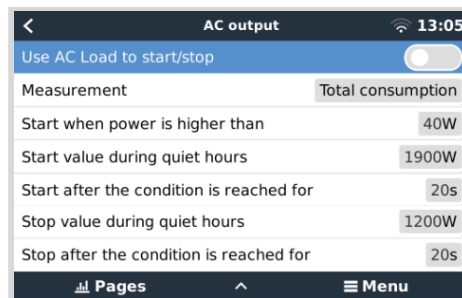 AC output 13:05
Use AC Load to start/stop
Measurement Total consumption
Start when power is higher than 40W
Start value during quiet hours 1900W
Start after the condition is reached for 20s
Stop value during quiet hours 1200W
Stop after the condition is reached for 20s
Pages Menu